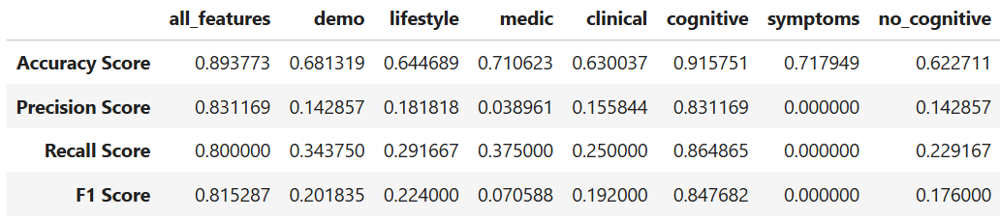 all_features demo lifestyle medic clinical cognitive symptoms no_cognitive
Accuracy Score 0.893773 0.681319 0.644689 0.710623 0.630037 0.915751 0.717949 0.622711
Precision Score 0.831169 0.142857 0.181818 0.038961 0.155844 0.831169 0.000000 0.142857
Recall Score 0.800000 0.343750 0.291667 0.375000 0.250000 0.864865 0.000000 0.229167
F1 Score 0.815287 0.201835 0.224000 0.070588 0.192000 0.847682 0.000000 0.176000